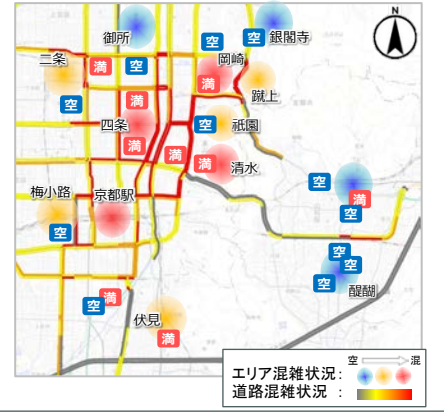 御所
空
銀閣寺
N
空
岡崎
二条
満
空
満
蹴上
空
満
四条
空
祇園
満
満
清水
空
満
空
梅小路
京都駅
空
空
空
空
醍醐
空
満
伏見
満
空
混
エリア混雑状況：
道路混雑状況　：